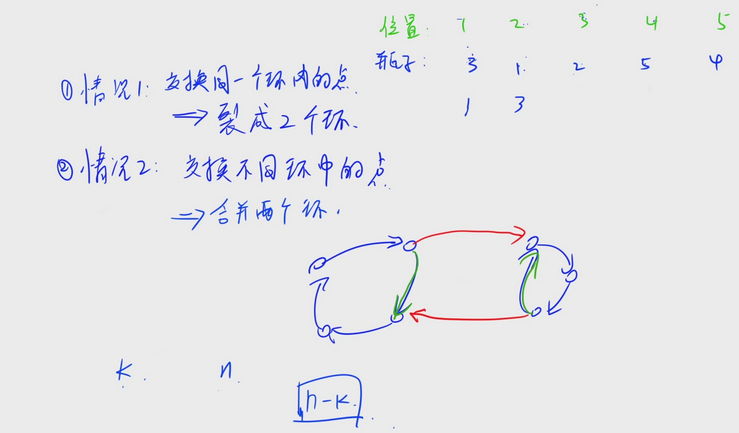 位置: 1 2 3 4 5
瓶子: 3 1 2 5 4
1 3
①情况1: 交换同一个环内的点.
⇒ 裂成2个环.
②情况2: 交换不同环中的点
⇒ 合并两个环.
k. n.
n-k.